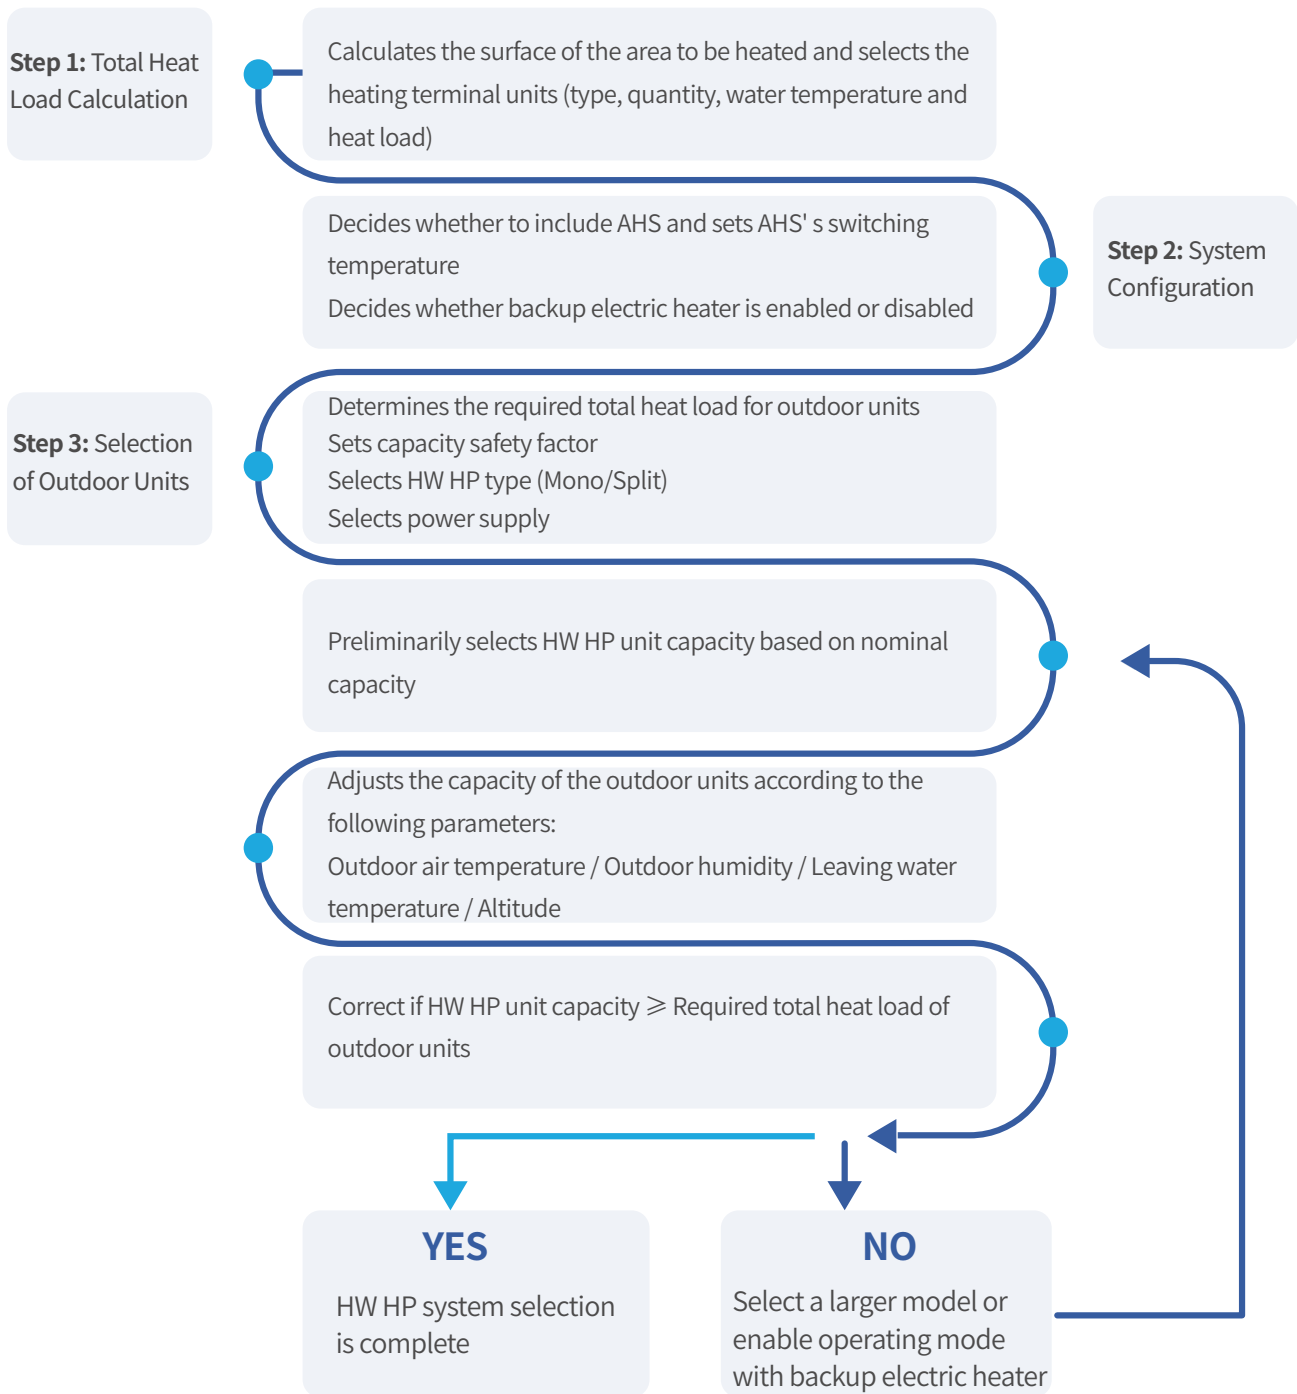 Step 1: Total Heat
Load Calculation
Calculates the surface of the area to be heated and selects the
heating terminal units (type, quantity, water temperature and
heat load)
Decides whether to include AHS and sets AHS' s switching
temperature
Decides whether backup electric heater is enabled or disabled
Step 2: System
Configuration
Step 3: Selection
of Outdoor Units
Determines the required total heat load for outdoor units
Sets capacity safety factor
Selects HW HP type (Mono/Split)
Selects power supply
Preliminarily selects HW HP unit capacity based on nominal
capacity
Adjusts the capacity of the outdoor units according to the
following parameters:
Outdoor air temperature / Outdoor humidity / Leaving water
temperature / Altitude
Correct if HW HP unit capacity ⩾ Required total heat load of
outdoor units
YES
HW HP system selection
is complete
NO
Select a larger model or
enable operating mode
with backup electric heater